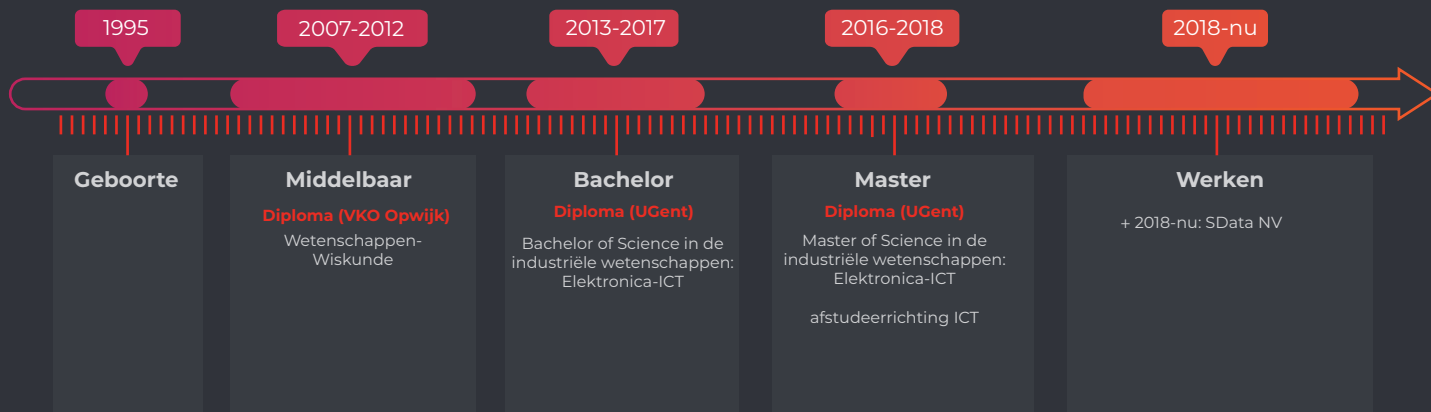 1995
2007-2012
2013-2017
2016-2018
2018-nu
Geboorte
Middelbaar
Diploma (VKO Opwijk)
Wetenschappen-
Wiskunde
Bachelor
Diploma (UGent)
Bachelor of Science in de
industriële wetenschappen:
Elektronica-ICT
Master
Diploma (UGent)
Master of Science in de
industriële wetenschappen:
Elektronica-ICT
afstudeerrichting ICT
Werken
+ 2018-nu: SData NV